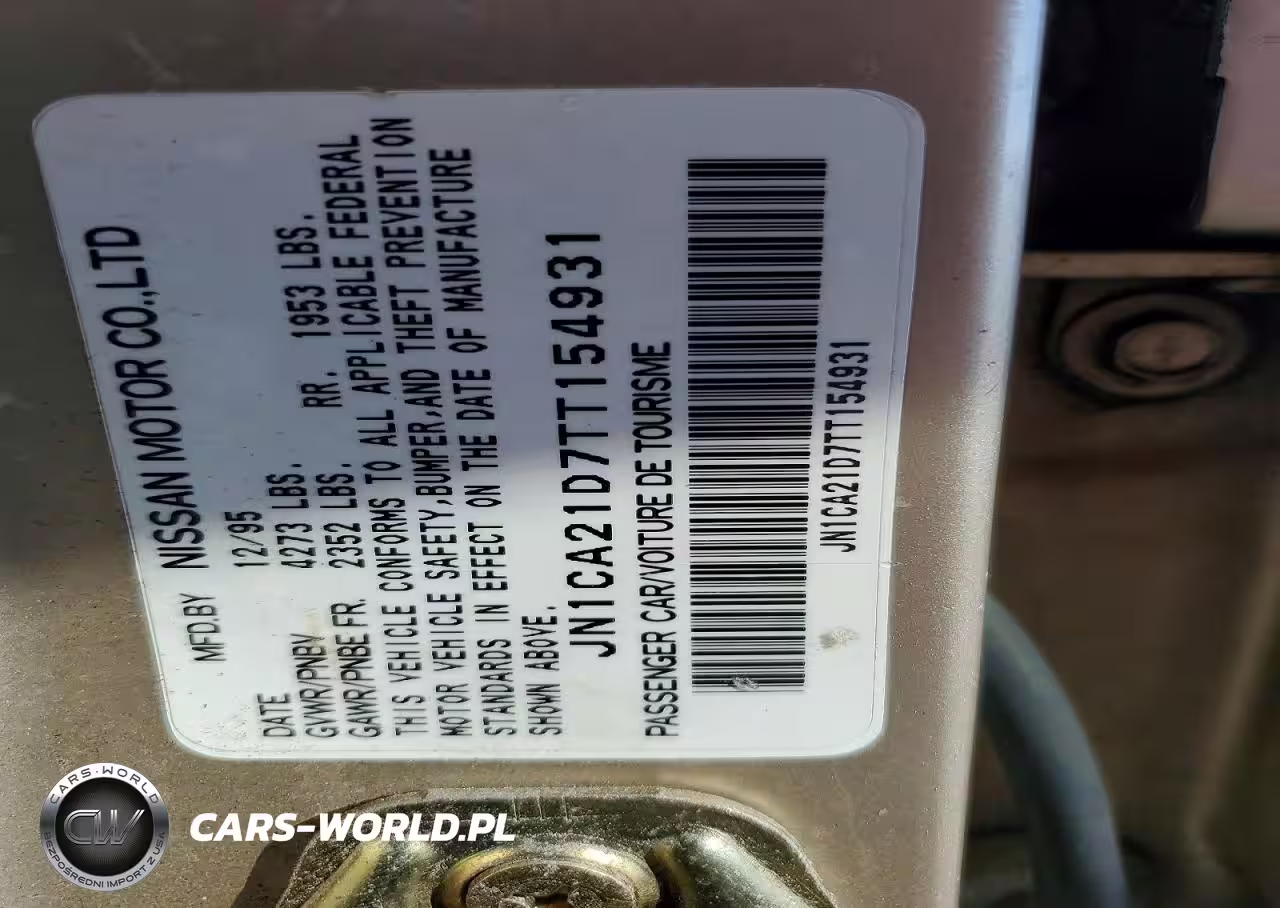 MFD.BY NISSAN MOTOR CO.,LTD
DATE 12/95
GVWR/PNBV 4273 LBS.
GAWR/PNBE FR. 2352 LBS. RR. 1953 LBS.
THIS VEHICLE CONFORMS TO ALL APPLICABLE FEDERAL
MOTOR VEHICLE SAFETY,BUMPER,AND THEFT PREVENTION
STANDARDS IN EFFECT ON THE DATE OF MANUFACTURE
SHOWN ABOVE.
JN1CA21D7TT154931
PASSENGER CAR/VOITURE DE TOURISME
JN1CA21D7TT154931
CARS-WORLD
CW
BEZPOŚREDNI IMPORT Z USA
CARS-WORLD.PL